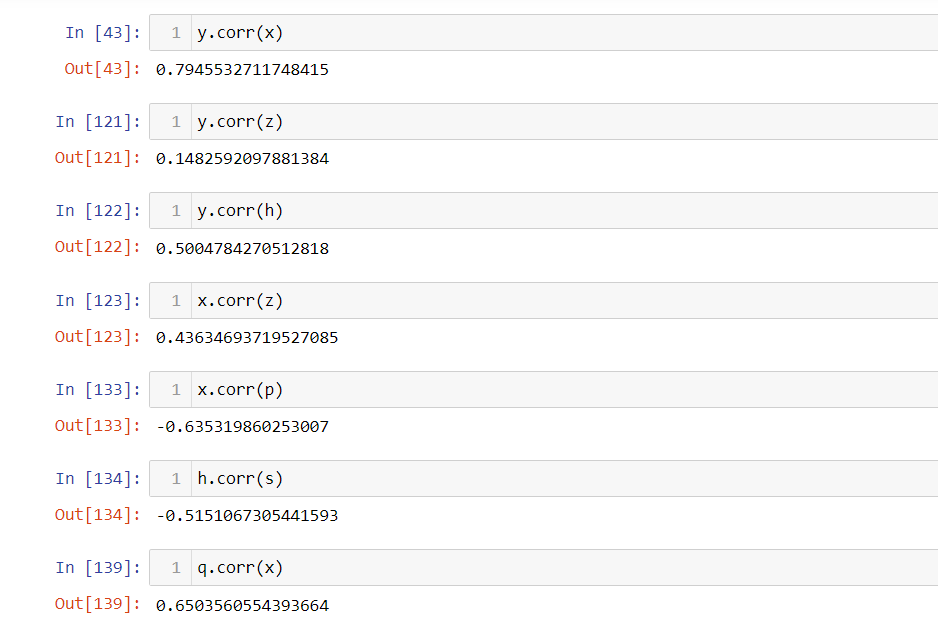 In [43]: 1 y.corr(x)
Out[43]: 0.7945532711748415
In [121]: 1 y.corr(z)
Out[121]: 0.1482592097881384
In [122]: 1 y.corr(h)
Out[122]: 0.5004784270512818
In [123]: 1 x.corr(z)
Out[123]: 0.43634693719527085
In [133]: 1 x.corr(p)
Out[133]: -0.635319860253007
In [134]: 1 h.corr(s)
Out[134]: -0.5151067305441593
In [139]: 1 q.corr(x)
Out[139]: 0.6503560554393664